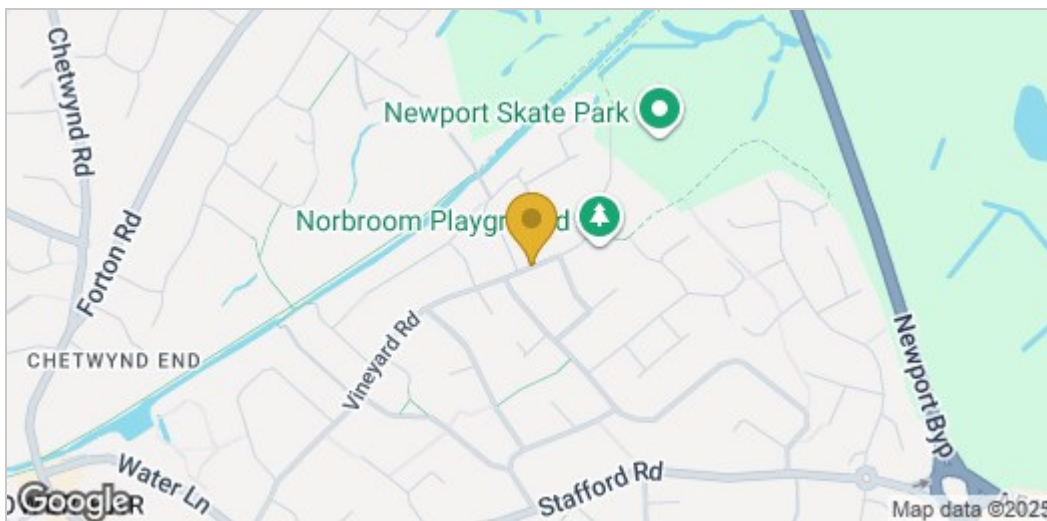 Chetwynd Rd
Newport Skate Park
Norbroom Playgr d
Forton Rd
CHETWYND END
Vineyard Rd
Newport Byp
Water Ln
Stafford Rd
Google
Map data ©2025